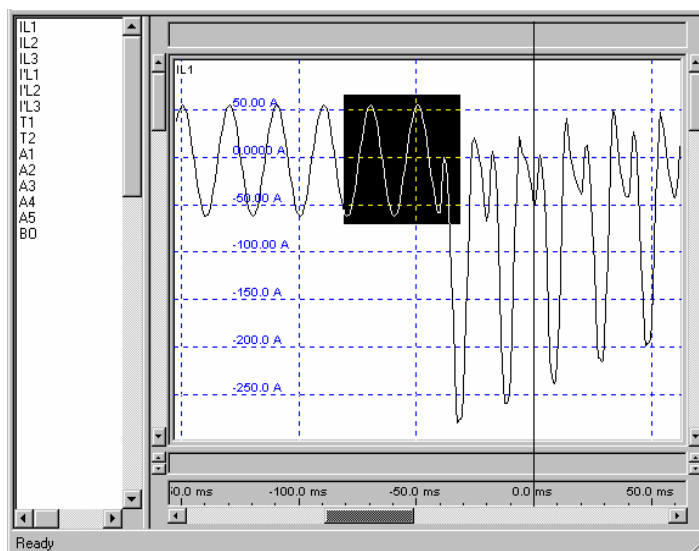 IL1
IL2
IL3
I'L1
I'L2
I'L3
T1
T2
A1
A2
A3
A4
A5
BO
IL1
50.00 A
0.0000 A
-50.00 A
-100.00 A
-150.0 A
-200.0 A
-250.0 A
50.0 ms -100.0 ms -50.0 ms 0.0 ms 50.0 ms
Ready